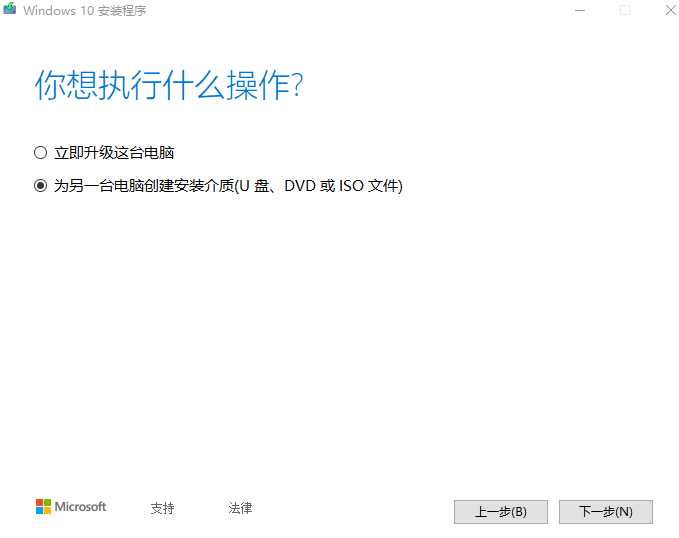 Windows 10 安装程序
你想执行什么操作?
立即升级这台电脑
为另一台电脑创建安装介质(U 盘、DVD 或 ISO 文件)
Microsoft 支持 法律 上一步(B) 下一步(N)